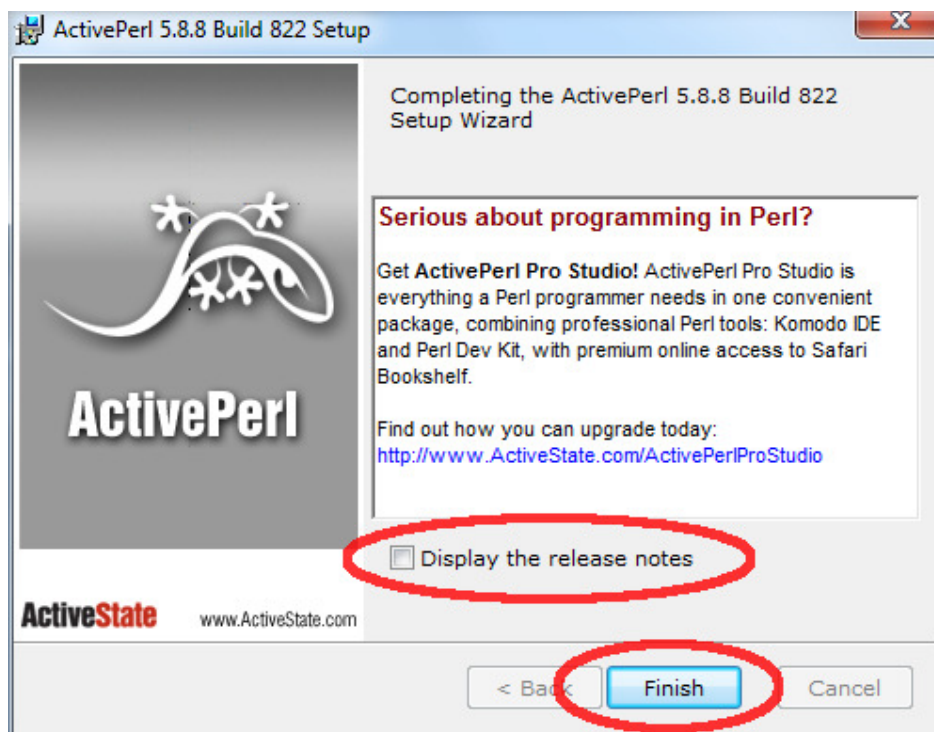 ActivePerl 5.8.8 Build 822 Setup
X
Completing the ActivePerl 5.8.8 Build 822
Setup Wizard
Serious about programming in Perl?
Get ActivePerl Pro Studio! ActivePerl Pro Studio is
everything a Perl programmer needs in one convenient
package, combining professional Perl tools: Komodo IDE
and Perl Dev Kit, with premium online access to Safari
Bookshelf.
Find out how you can upgrade today:
http://www.ActiveState.com/ActivePerlProStudio
ActivePerl
Display the release notes
ActiveState www.ActiveState.com
< Back Finish Cancel